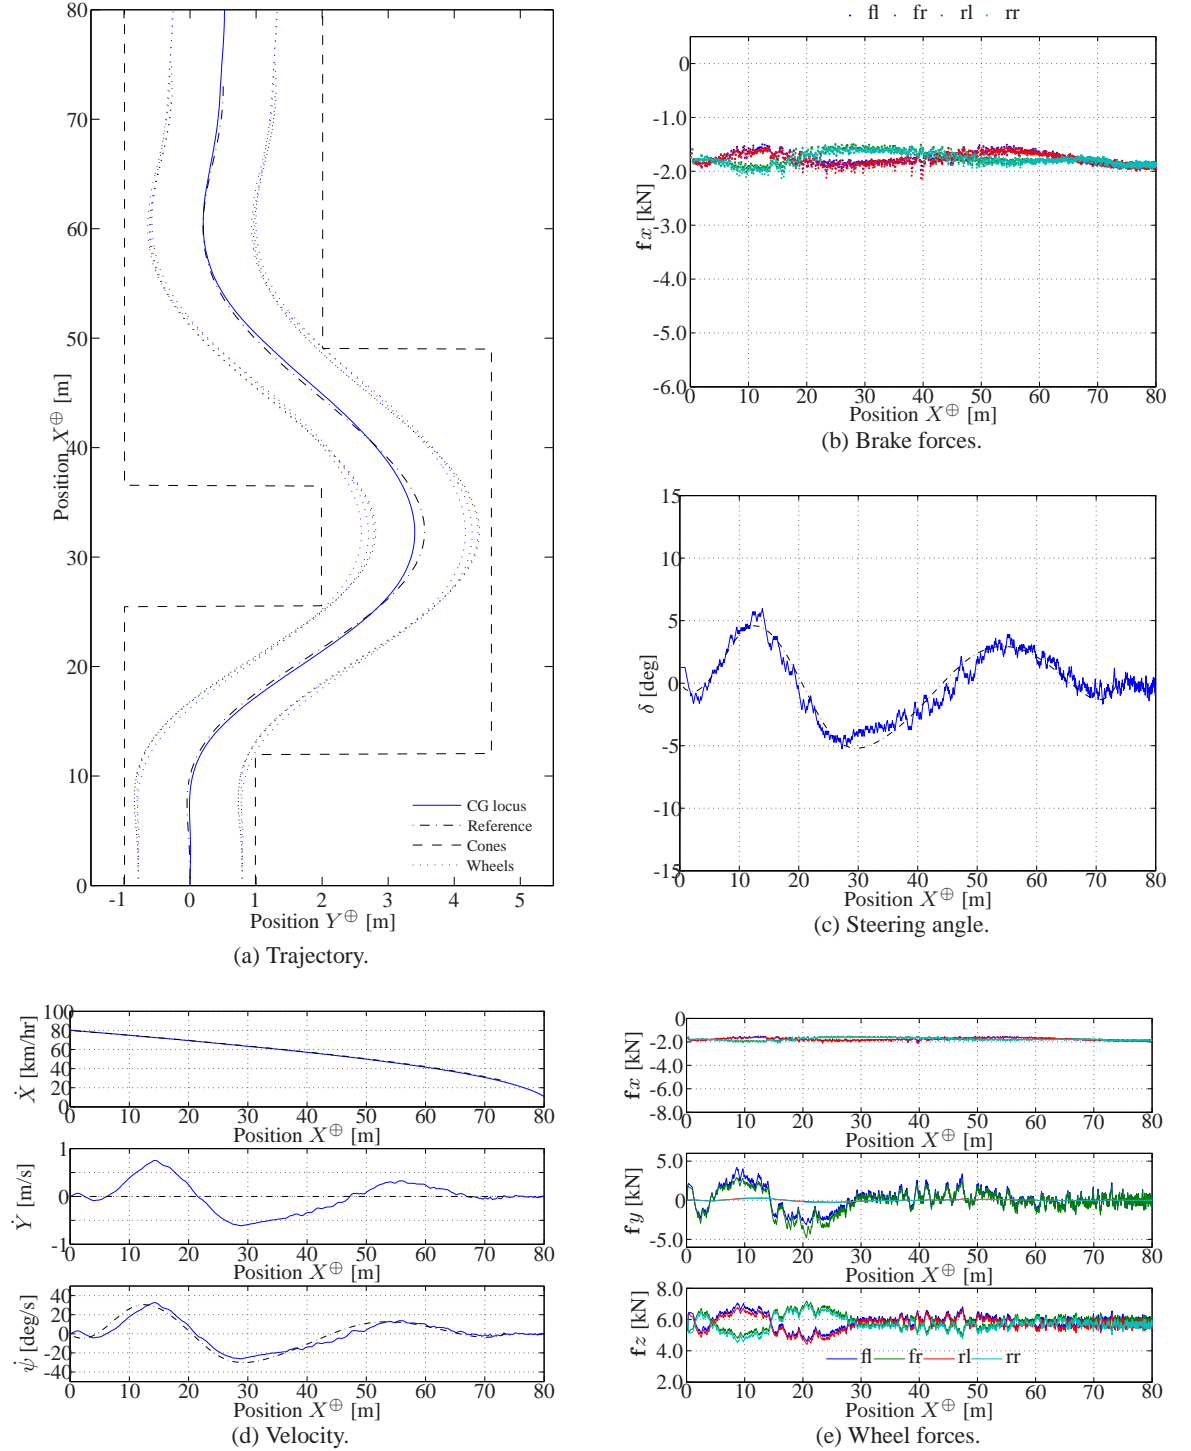 80
70
60
50
40
30
20
10
0
-1
0
1
2
3
4
5
Position X⊕ [m]
Position Y⊕ [m]
CG locus
Reference
Cones
Wheels
(a) Trajectory.
fl fr rl rr
0
-1.0
-2.0
-3.0
-4.0
-5.0
-6.0
fx [kN]
0 10 20 30 40 50 60 70 80
Position X⊕ [m]
(b) Brake forces.
15
10
5
0
-5
-10
-15
δ [deg]
0 10 20 30 40 50 60 70 80
Position X⊕ [m]
(c) Steering angle.
100
80
60
40
20
0
Ẋ [km/hr]
0 10 20 30 40 50 60 70 80
Position X⊕ [m]
1
0
-1
Ẏ [m/s]
0 10 20 30 40 50 60 70 80
Position X⊕ [m]
40
20
0
-20
-40
ψ̇ [deg/s]
0 10 20 30 40 50 60 70 80
Position X⊕ [m]
(d) Velocity.
0
-2.0
-4.0
-6.0
-8.0
fx [kN]
0 10 20 30 40 50 60 70 80
Position X⊕ [m]
5.0
0
-5.0
fy [kN]
0 10 20 30 40 50 60 70 80
Position X⊕ [m]
8.0
6.0
4.0
2.0
fz [kN]
fl fr rl rr
0 10 20 30 40 50 60 70 80
Position X⊕ [m]
(e) Wheel forces.